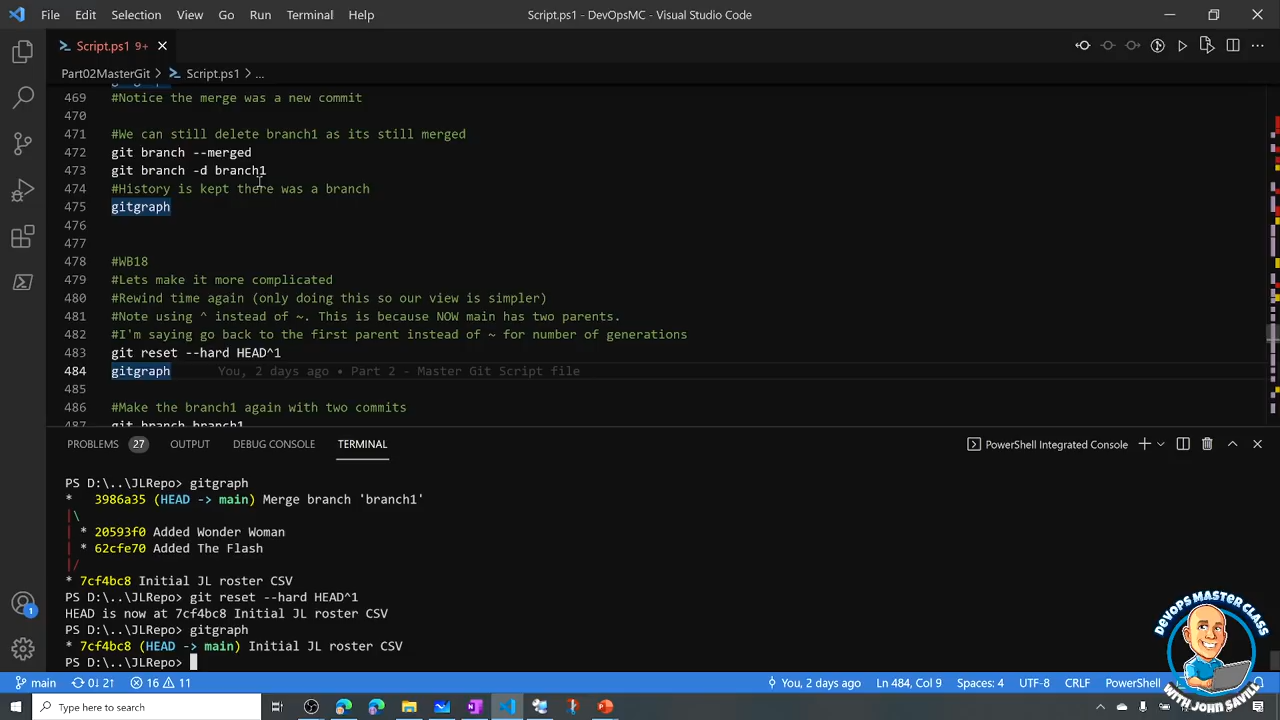 File Edit Selection View Go Run Terminal Help
Script.ps1 - DevOpsMC - Visual Studio Code
Script.ps1 9+
Part02MasterGit > Script.ps1 > ...
469 #Notice the merge was a new commit
470
471 #We can still delete branch1 as its still merged
472 git branch --merged
473 git branch -d branch1
474 #History is kept there was a branch
475 gitgraph
476
477
478 #WB18
479 #Lets make it more complicated
480 #Rewind time again (only doing this so our view is simpler)
481 #Note using ^ instead of ~. This is because NOW main has two parents.
482 #I'm saying go back to the first parent instead of ~ for number of generations
483 git reset --hard HEAD^1
484 gitgraph You, 2 days ago • Part 2 - Master Git Script file
485
486 #Make the branch1 again with two commits
487 git branch branch1
PROBLEMS 27 OUTPUT DEBUG CONSOLE TERMINAL PowerShell Integrated Console
PS D:\..\JLRepo> gitgraph
*   3986a35 (HEAD -> main) Merge branch 'branch1'
|\
| * 20593f0 Added Wonder Woman
| * 62cfe70 Added The Flash
|/
* 7cf4bc8 Initial JL roster CSV
PS D:\..\JLRepo> git reset --hard HEAD^1
HEAD is now at 7cf4bc8 Initial JL roster CSV
PS D:\..\JLRepo> gitgraph
* 7cf4bc8 (HEAD -> main) Initial JL roster CSV
PS D:\..\JLRepo>
1
DEVOPS MASTER CLASS
WITH JOHN SAVILL
main 0↓ 2↑ 16 11 You, 2 days ago Ln 484, Col 9 Spaces: 4 UTF-8 CRLF PowerShell
Type here to search